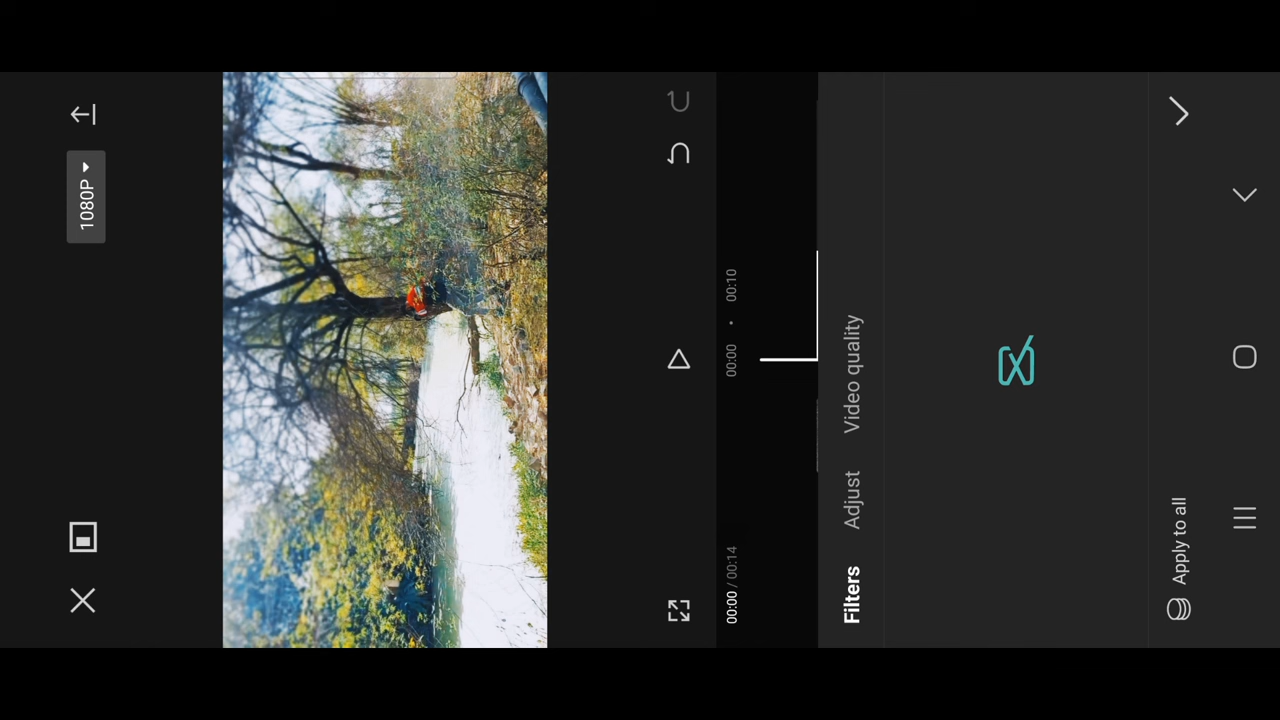 1080P
00:00 / 00:14
00:00
00:10
Filters Adjust Video quality
Apply to all